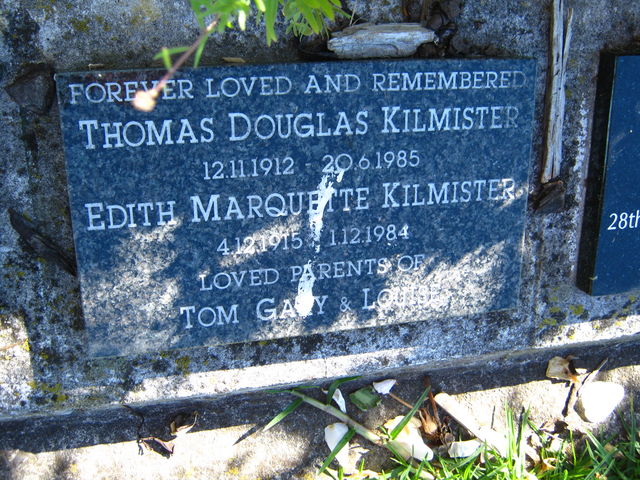 FOREVER LOVED AND REMEMBERED
THOMAS DOUGLAS KILMISTER
12.11.1912 - 20.6.1985
EDITH MARQUETTE KILMISTER
4.12.1915 - 1.12.1984
LOVED PARENTS OF
TOM GARY & LOUISE
28th